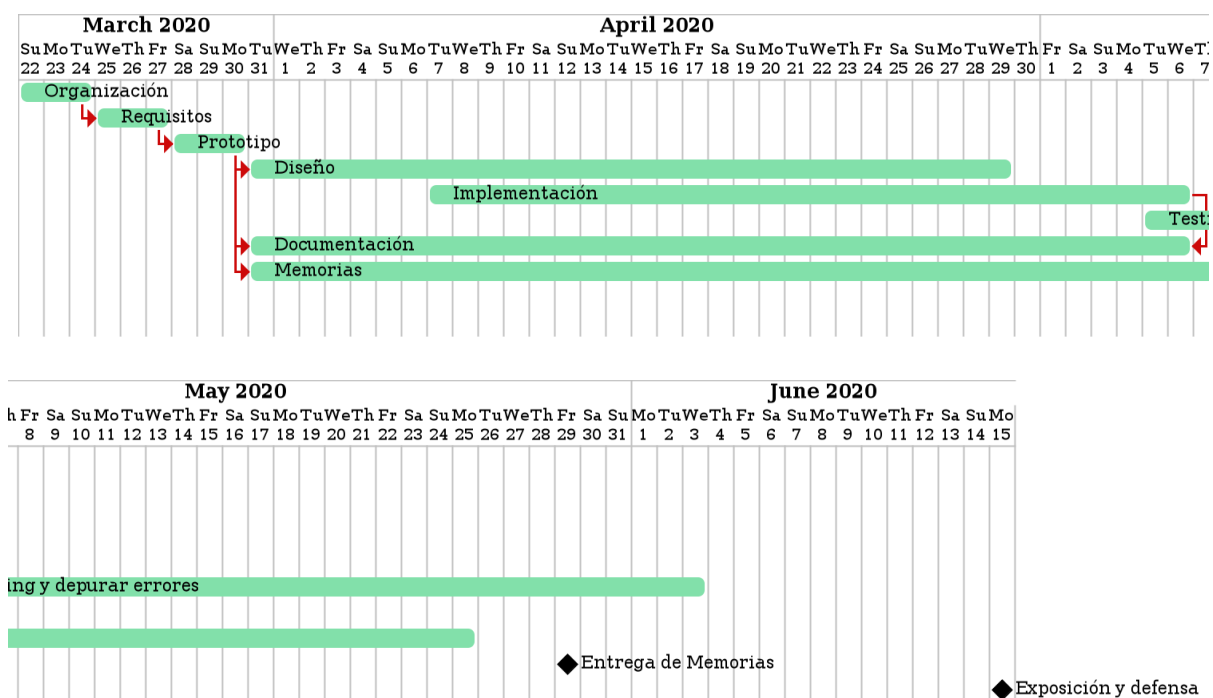 March 2020 April 2020
Su Mo Tu We Th Fr Sa Su Mo Tu We Th Fr Sa Su Mo Tu We Th Fr Sa Su Mo Tu We Th Fr Sa Su Mo Tu We Th Fr Sa Su Mo Tu We Th Fr Sa Su Mo Tu We Th
22 23 24 25 26 27 28 29 30 31 1 2 3 4 5 6 7 8 9 10 11 12 13 14 15 16 17 18 19 20 21 22 23 24 25 26 27 28 29 30 1 2 3 4 5 6 7
Organización
Requisitos
Prototipo
Diseño
Implementación
Testi
Documentación
Memorias
May 2020 June 2020
h Fr Sa Su Mo Tu We Th Fr Sa Su Mo Tu We Th Fr Sa Su Mo Tu We Th Fr Sa Su Mo Tu We Th Fr Sa Su Mo Tu We Th Fr Sa Su Mo
8 9 10 11 12 13 14 15 16 17 18 19 20 21 22 23 24 25 26 27 28 29 30 31 1 2 3 4 5 6 7 8 9 10 11 12 13 14 15
ing y depurar errores
Entrega de Memorias
Exposición y defensa